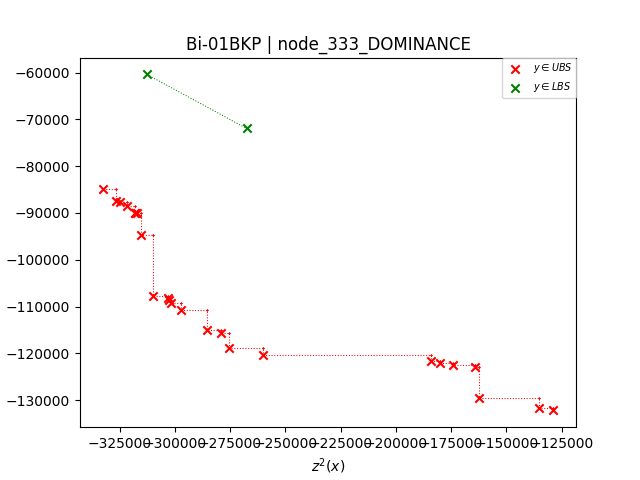 Bi-01BKP | node_333_DOMINANCE
y ∈ UBS
y ∈ LBS
−60000
−70000
−80000
−90000
−100000
−110000
−120000
−130000
−325000 −300000 −275000 −250000 −225000 −200000 −175000 −150000 −125000
z²(x)